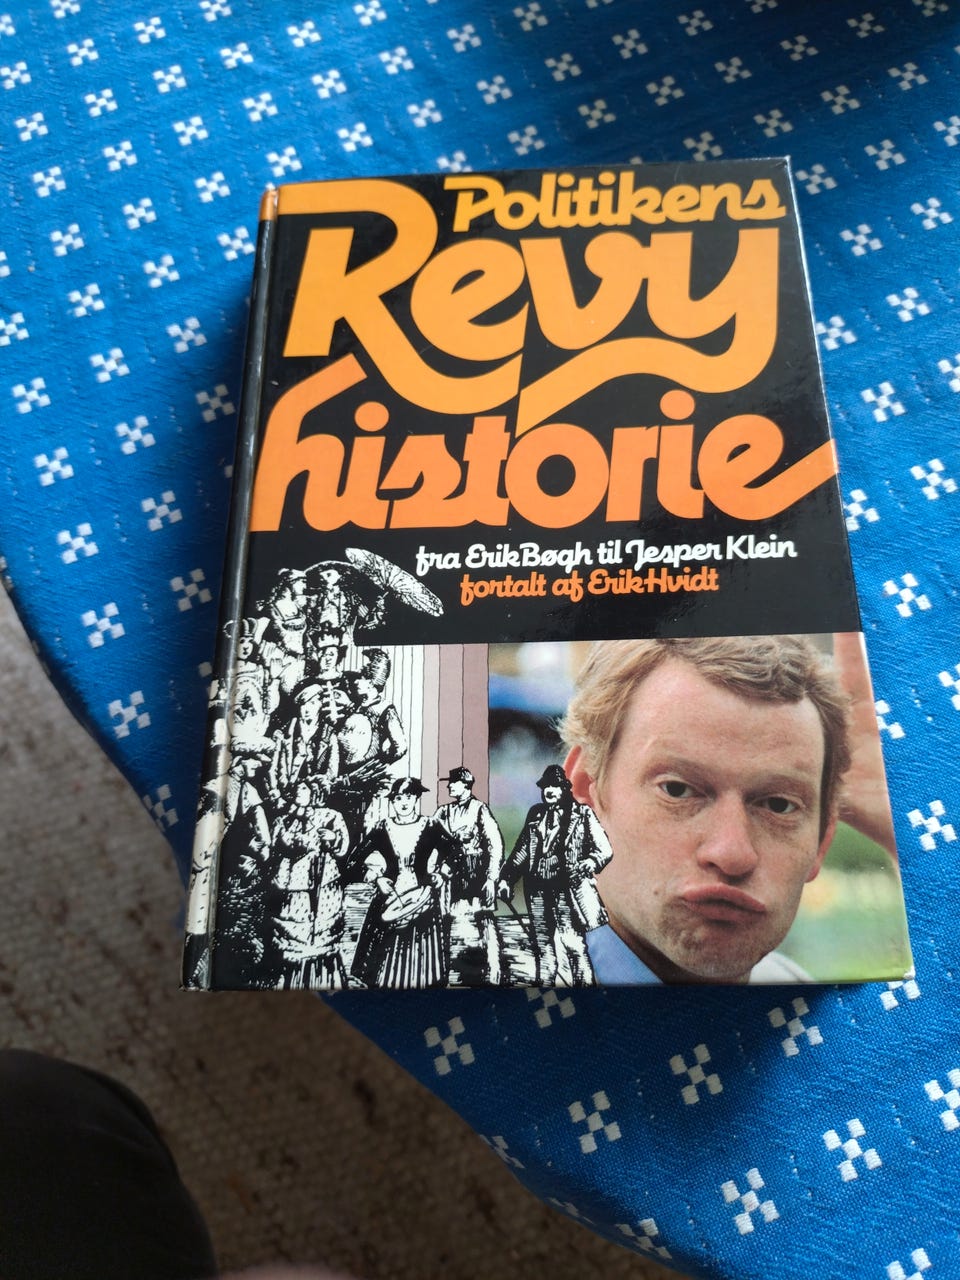 Politikens
Revy
historie
fra Erik Bøgh til Jesper Klein
fortalt af Erik Hvidt